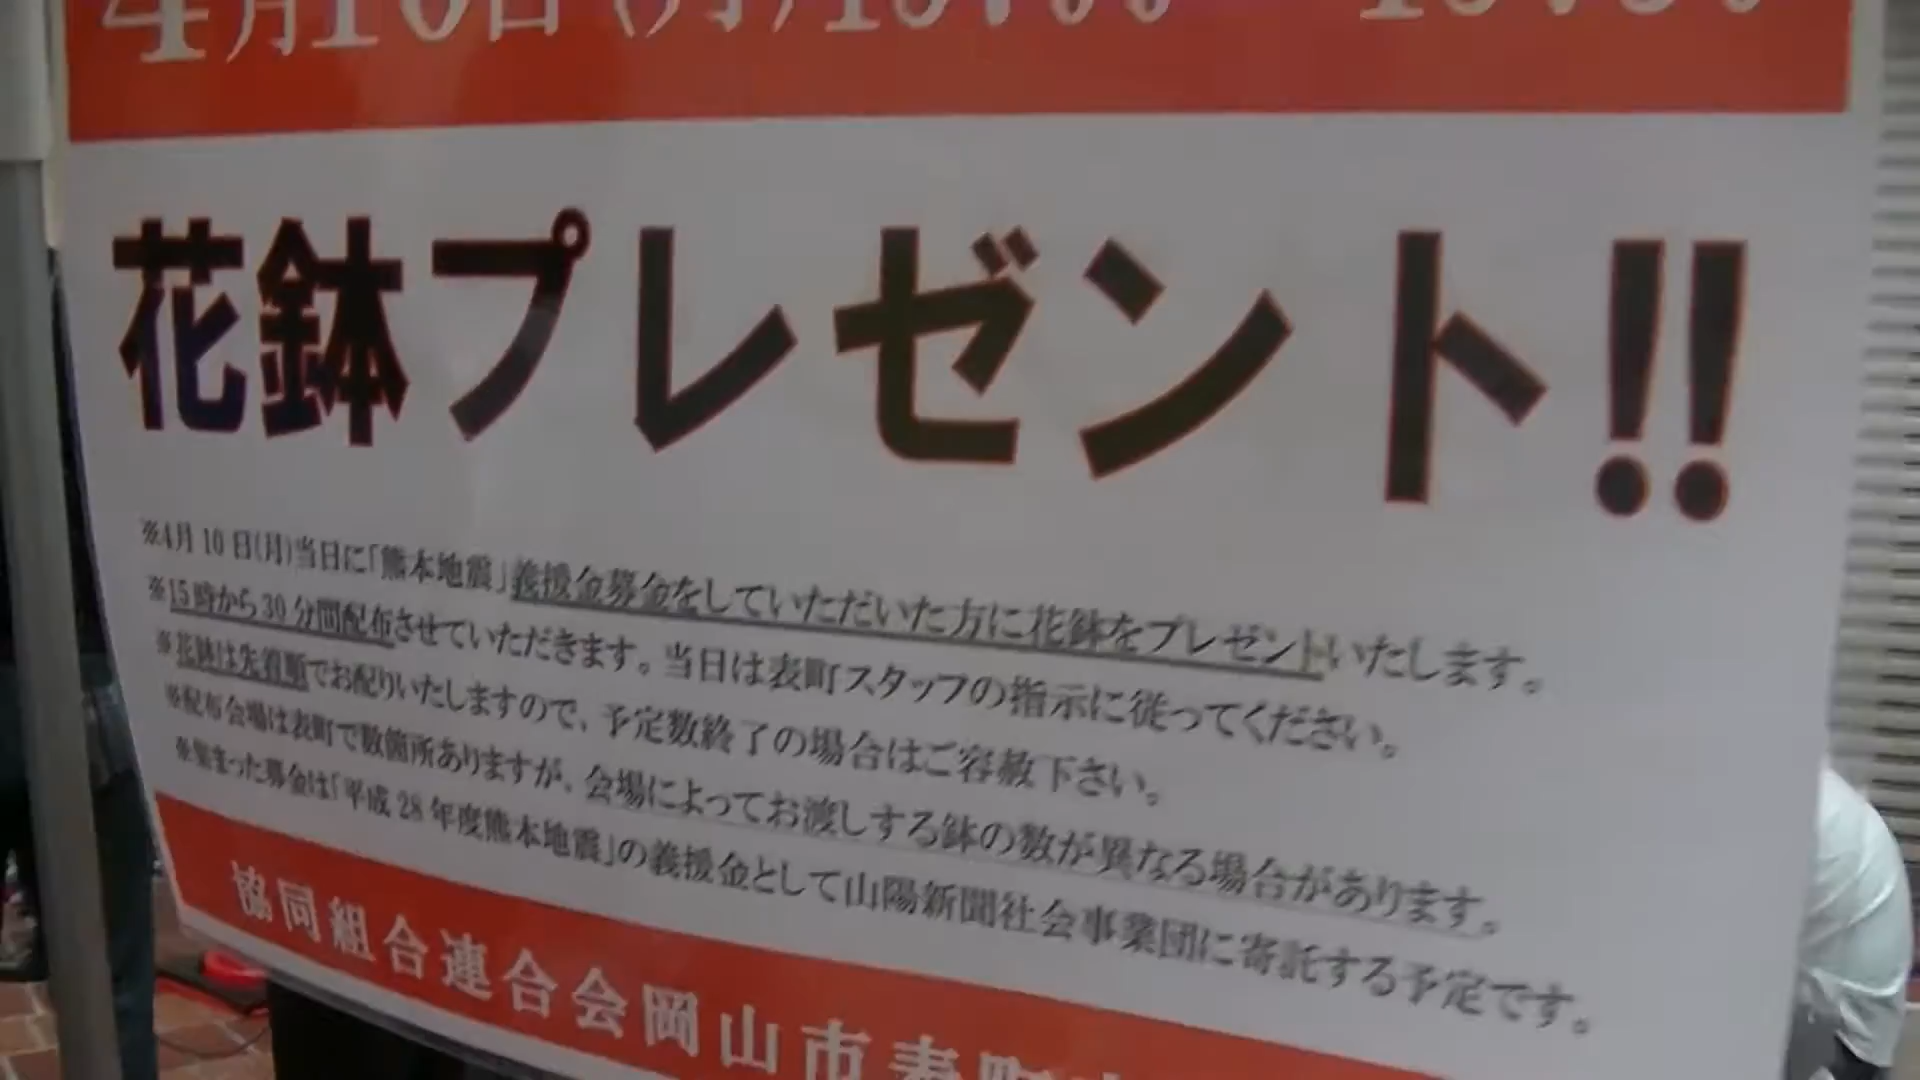 4月10日(月)15:00 15:30
花鉢プレゼント!!
※4月10日(月)当日に「熊本地震」義援金募金をしていただいた方に花鉢をプレゼントいたします。
※15時から30分間配布させていただきます。当日は表町スタッフの指示に従ってください。
※花鉢は先着順でお配りいたしますので、予定数終了の場合はご容赦下さい。
※配布会場は表町で数箇所ありますが、会場によってお渡しする鉢の数が異なる場合があります。
※集まった募金は「平成28年度熊本地震」の義援金として山陽新聞社会事業団に寄託する予定です。
協同組合連合会岡山市表町